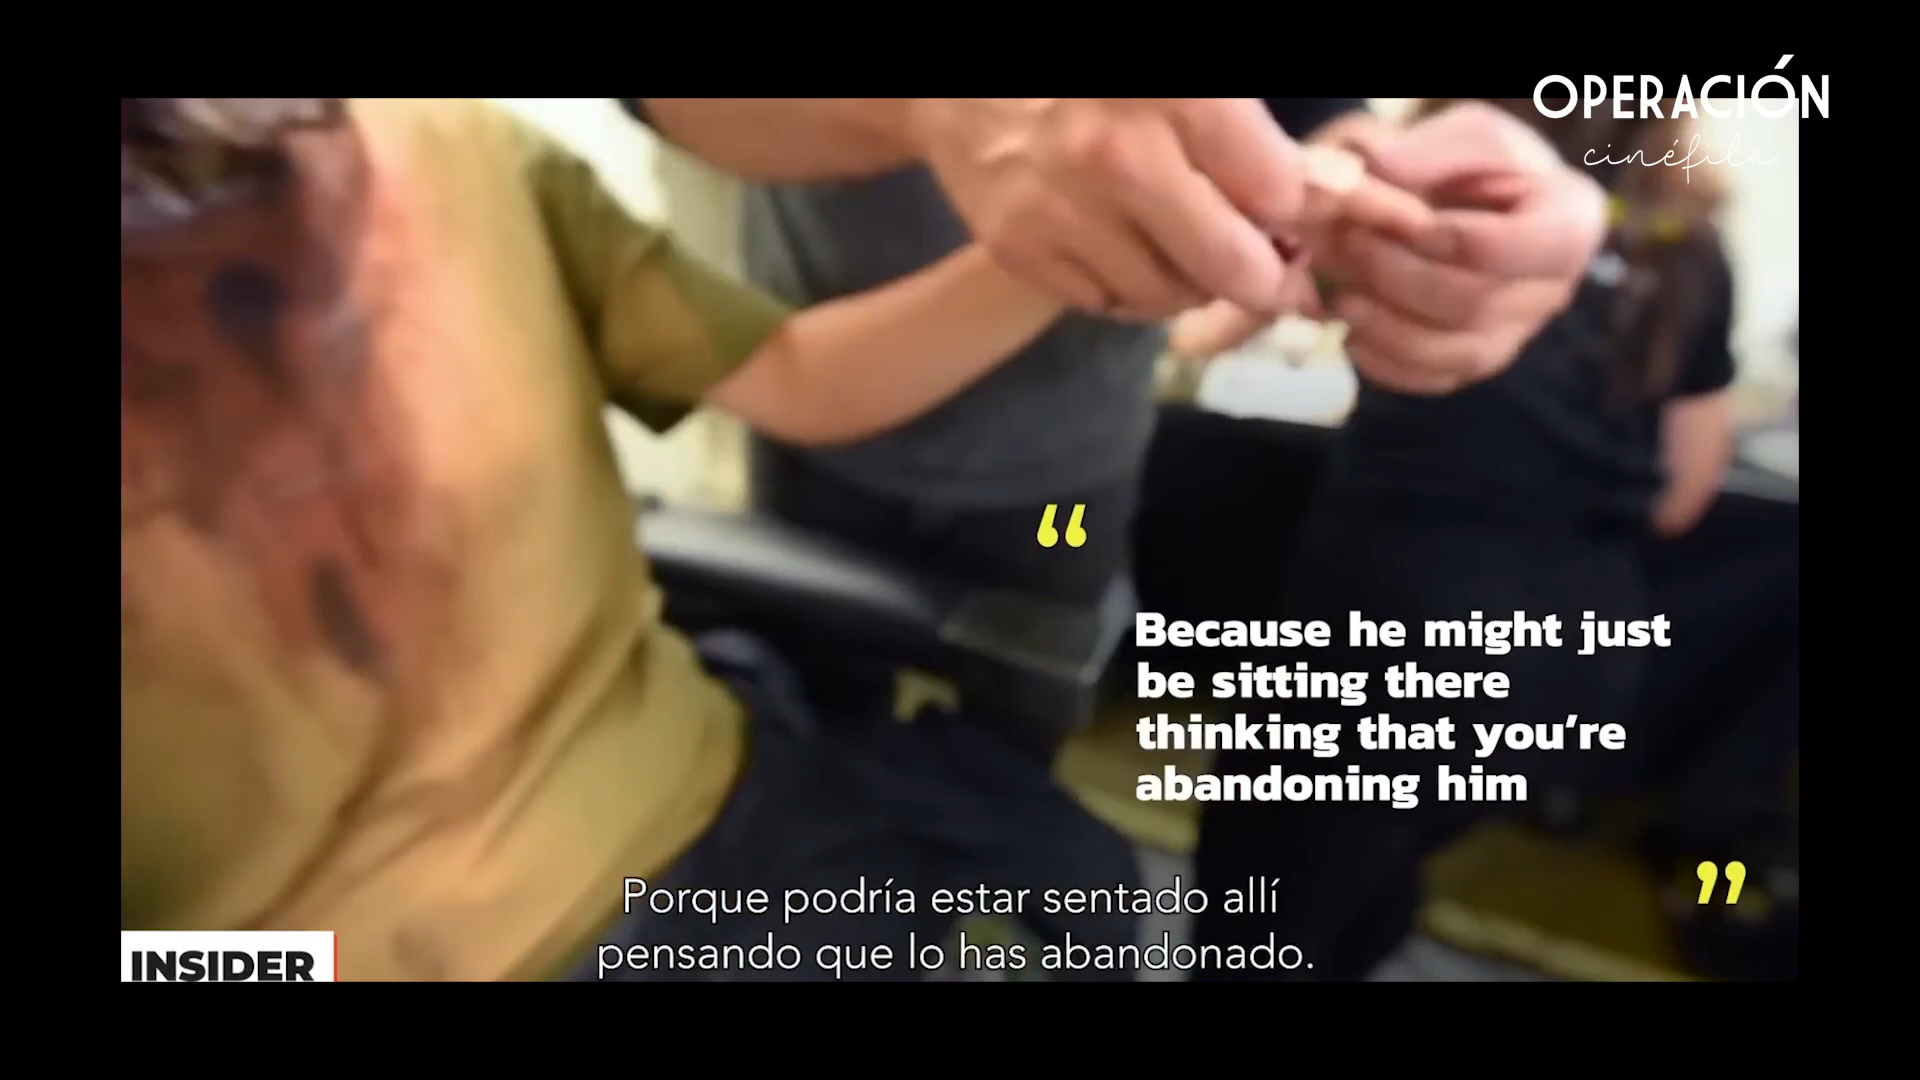 OPERACIÓN
cinéfila
“
Because he might just
be sitting there
thinking that you’re
abandoning him
”
Porque podría estar sentado allí
pensando que lo has abandonado.
INSIDER